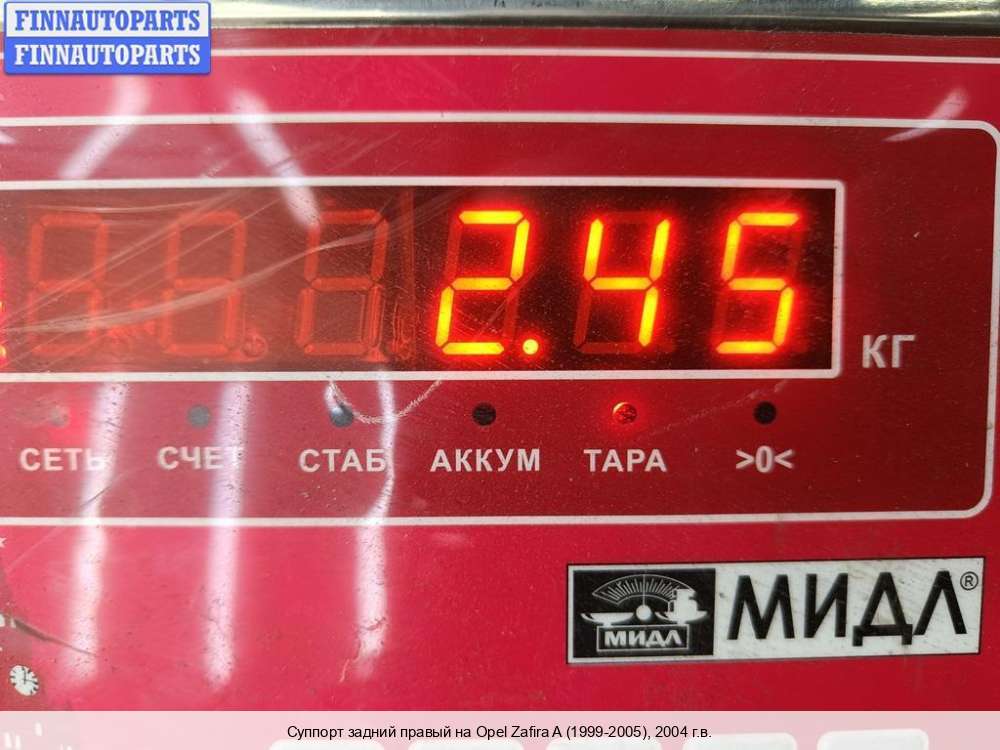 FINNAUTOPARTS
FINNAUTOPARTS
2.45
КГ
СЕТЬ СЧЕТ СТАБ АККУМ ТАРА >0<
МИДЛ МИДЛ®
Суппорт задний правый на Opel Zafira A (1999-2005), 2004 г.в.